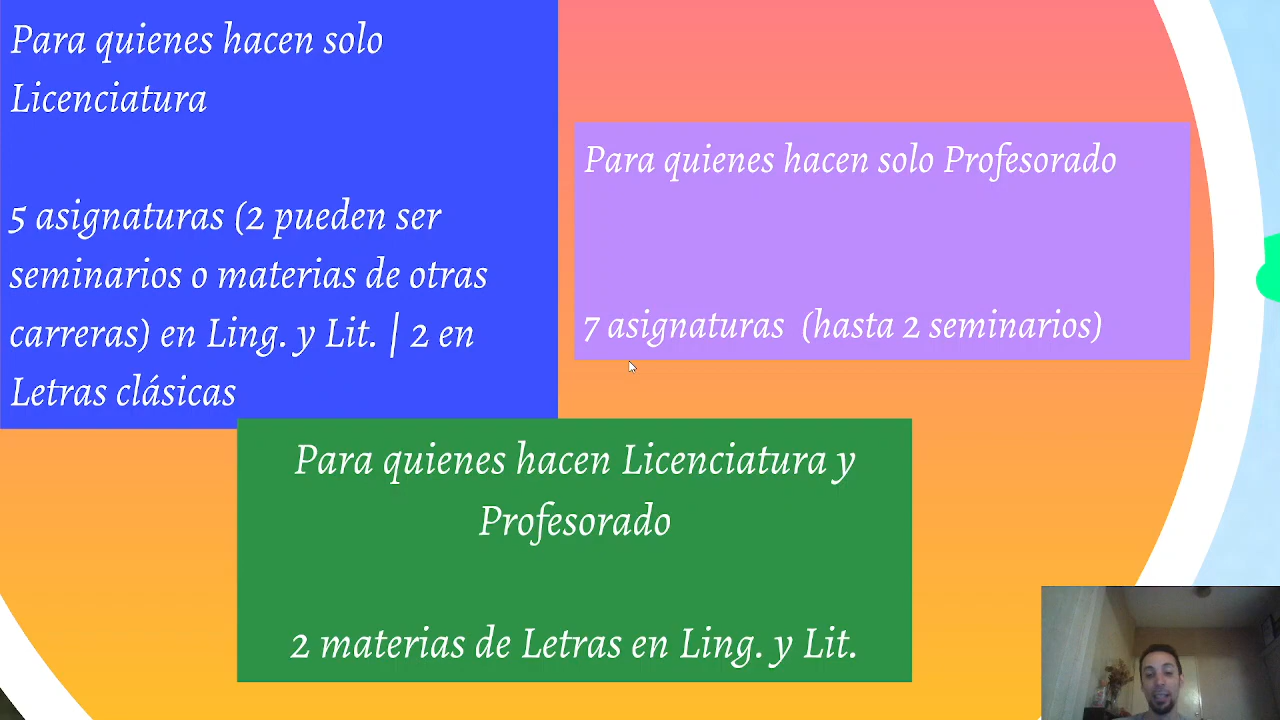 Para quienes hacen solo
Licenciatura
5 asignaturas (2 pueden ser
seminarios o materias de otras
carreras) en Ling. y Lit. | 2 en
Letras clásicas
Para quienes hacen solo Profesorado
7 asignaturas (hasta 2 seminarios)
Para quienes hacen Licenciatura y
Profesorado
2 materias de Letras en Ling. y Lit.